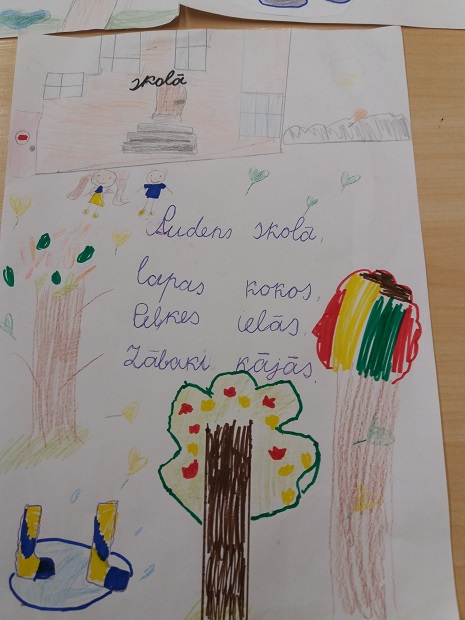 skolā
Rudens skolā,
lapas kokos,
Peļķes ielās,
Zābaki kājās.